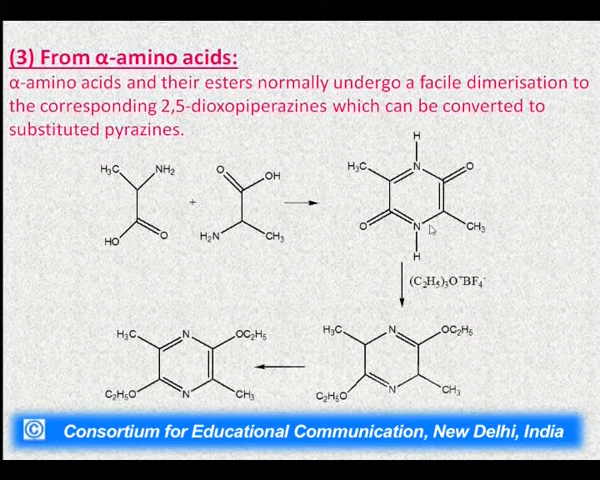 (3) From α-amino acids:
α-amino acids and their esters normally undergo a facile dimerisation to
the corresponding 2,5-dioxopiperazines which can be converted to
substituted pyrazines.
H₃C NH₂ HO O
+
O OH H₂N CH₃
H H₃C N O O N CH₃ H
(C₂H₅)₃O⁺BF₄⁻
H₃C N OC₂H₅ C₂H₅O N CH₃
H₃C N OC₂H₅ C₂H₅O N CH₃
© Consortium for Educational Communication, New Delhi, India